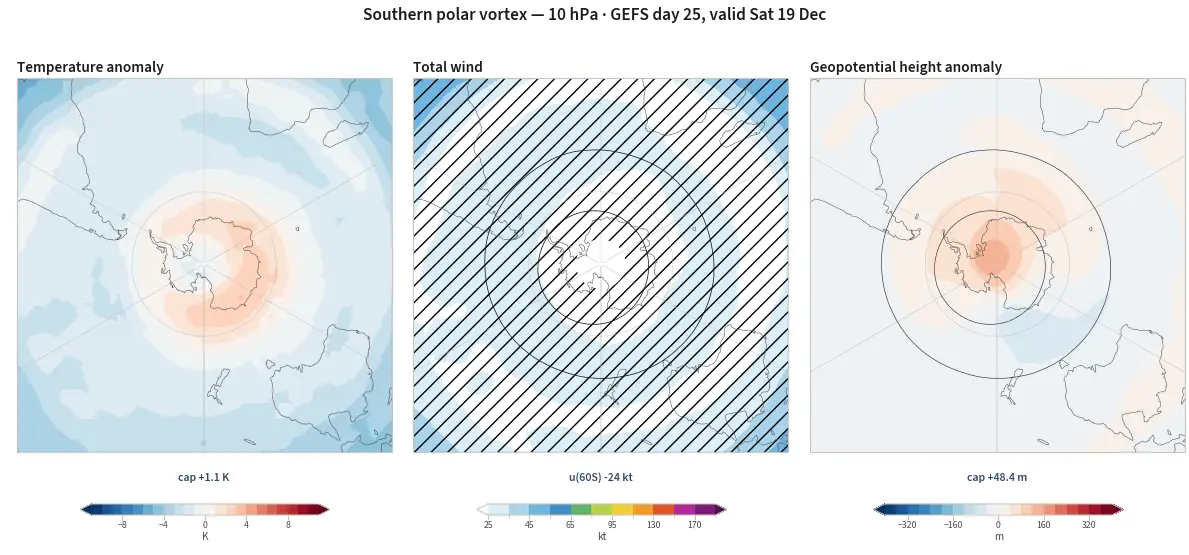 Southern polar vortex — 10 hPa · GEFS day 25, valid Sat 19 Dec
Temperature anomaly
Total wind
Geopotential height anomaly
cap +1.1 K
u(60S) -24 kt
cap +48.4 m
−8 −4 0 4 8
K
25 45 65 95 130 170
kt
−320 −160 0 160 320
m